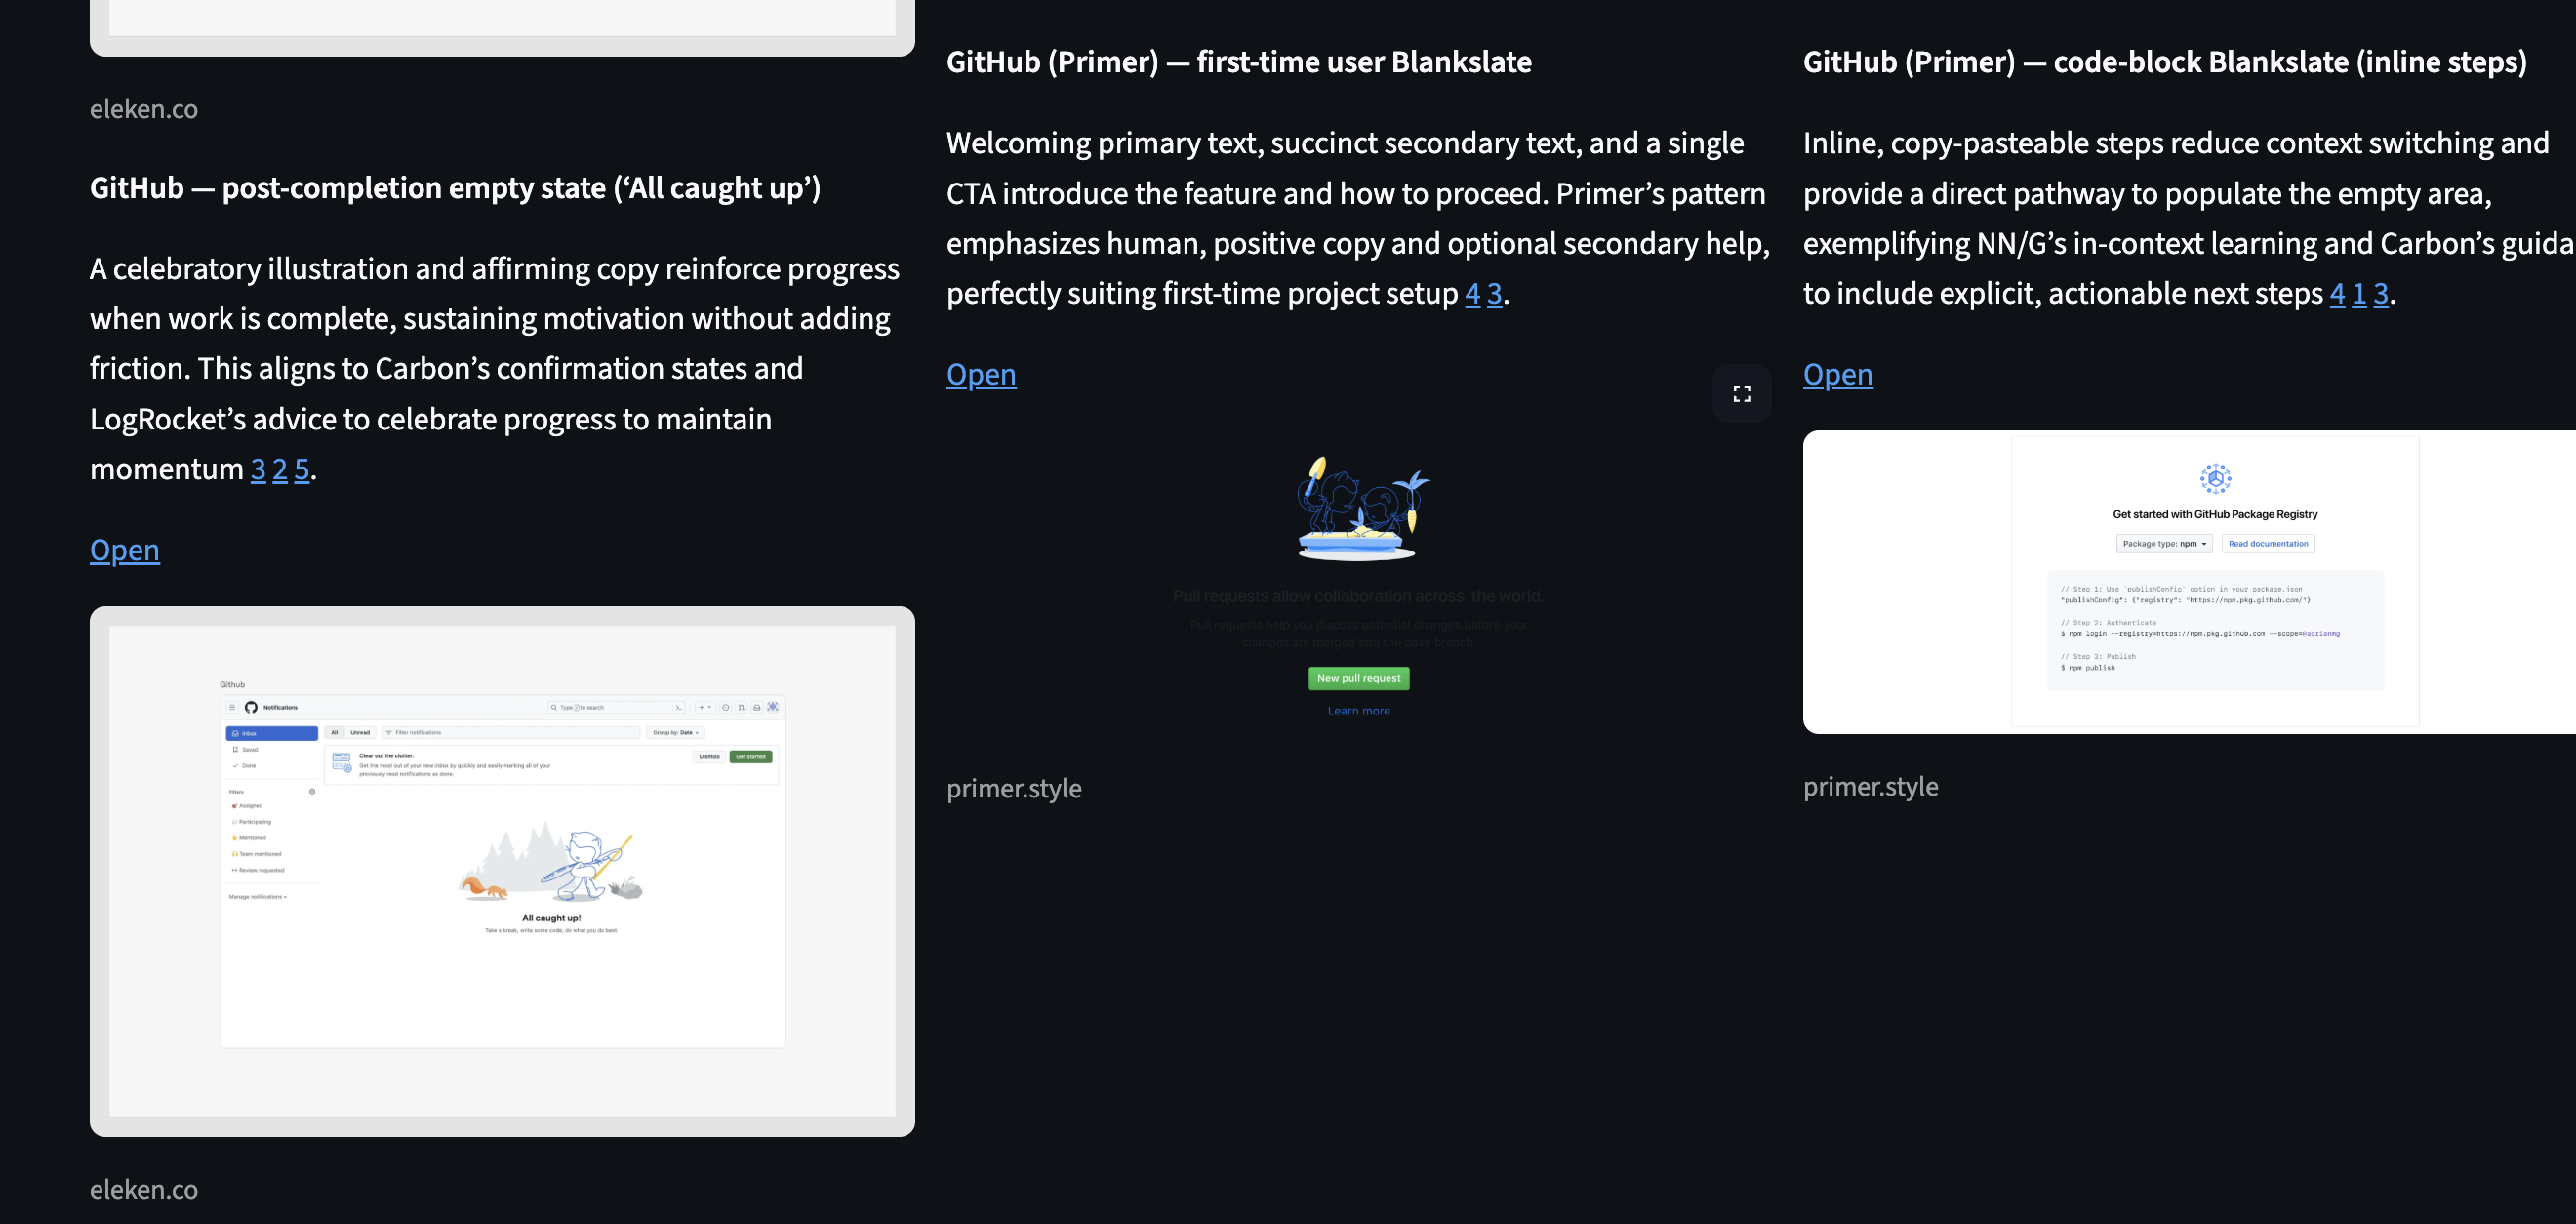 eleken.co
GitHub — post-completion empty state (‘All caught up’)
A celebratory illustration and affirming copy reinforce progress
when work is complete, sustaining motivation without adding
friction. This aligns to Carbon’s confirmation states and
LogRocket’s advice to celebrate progress to maintain
momentum 3 2 5.
Open
Github
Notifications
Type / to search
Inbox
Saved
Done
Filters
Assigned
Participating
Mentioned
Team mentioned
Review requested
Manage notifications
All Unread Filter notifications Group by: Date
Clear out the clutter.
Get the most out of your new inbox by quickly and easily marking all of your
previously read notifications as done.
Dismiss Get started
All caught up!
Take a break, write some code, do what you do best.
eleken.co
GitHub (Primer) — first-time user Blankslate
Welcoming primary text, succinct secondary text, and a single
CTA introduce the feature and how to proceed. Primer’s pattern
emphasizes human, positive copy and optional secondary help,
perfectly suiting first-time project setup 4 3.
Open
Pull requests allow collaboration across the world.
Pull requests help you discuss potential changes before your
changes are merged into the base branch.
New pull request
Learn more
primer.style
GitHub (Primer) — code-block Blankslate (inline steps)
Inline, copy-pasteable steps reduce context switching and
provide a direct pathway to populate the empty area,
exemplifying NN/G’s in-context learning and Carbon’s guida
to include explicit, actionable next steps 4 1 3.
Open
Get started with GitHub Package Registry
Package type: npm Read documentation
// Step 1: Use `publishConfig` option in your package.json
"publishConfig": {"registry": "https://npm.pkg.github.com/"}
// Step 2: Authenticate
$ npm login --registry=https://npm.pkg.github.com --scope=@adrianmg
// Step 3: Publish
$ npm publish
primer.style